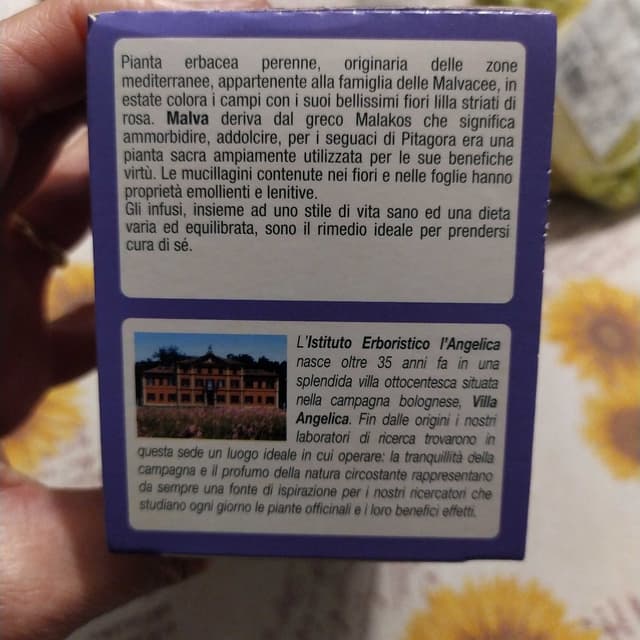 Pianta erbacea perenne, originaria delle zone
mediterranee, appartenente alla famiglia delle Malvacee, in
estate colora i campi con i suoi bellissimi fiori lilla striati di
rosa. Malva deriva dal greco Malakos che significa
ammorbidire, addolcire, per i seguaci di Pitagora era una
pianta sacra ampiamente utilizzata per le sue benefiche
virtù. Le mucillagini contenute nei fiori e nelle foglie hanno
proprietà emollienti e lenitive.
Gli infusi, insieme ad uno stile di vita sano ed una dieta
varia ed equilibrata, sono il rimedio ideale per prendersi
cura di sé.
L'Istituto Erboristico l'Angelica
nasce oltre 35 anni fa in una
splendida villa ottocentesca situata
nella campagna bolognese, Villa
Angelica. Fin dalle origini i nostri
laboratori di ricerca trovarono in
questa sede un luogo ideale in cui operare: la tranquillità della
campagna e il profumo della natura circostante rappresentano
da sempre una fonte di ispirazione per i nostri ricercatori che
studiano ogni giorno le piante officinali e i loro benefici effetti.